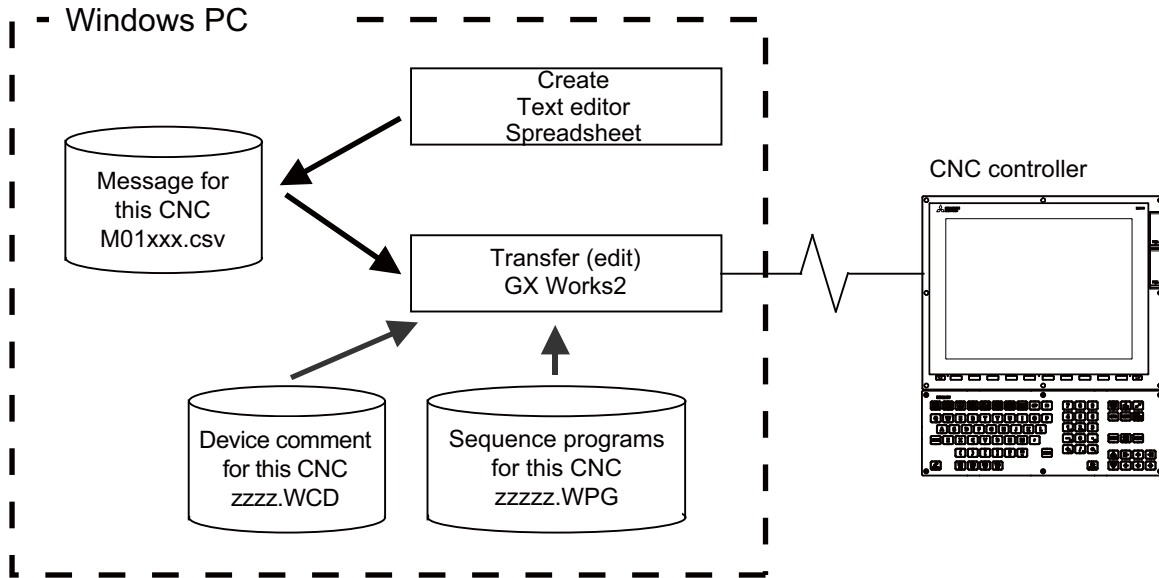 Windows PC
Create
Text editor
Spreadsheet
Message for
this CNC
M01xxx.csv
CNC controller
Transfer (edit)
GX Works2
Device comment
for this CNC
zzzz.WCD
Sequence programs
for this CNC
zzzzz.WPG